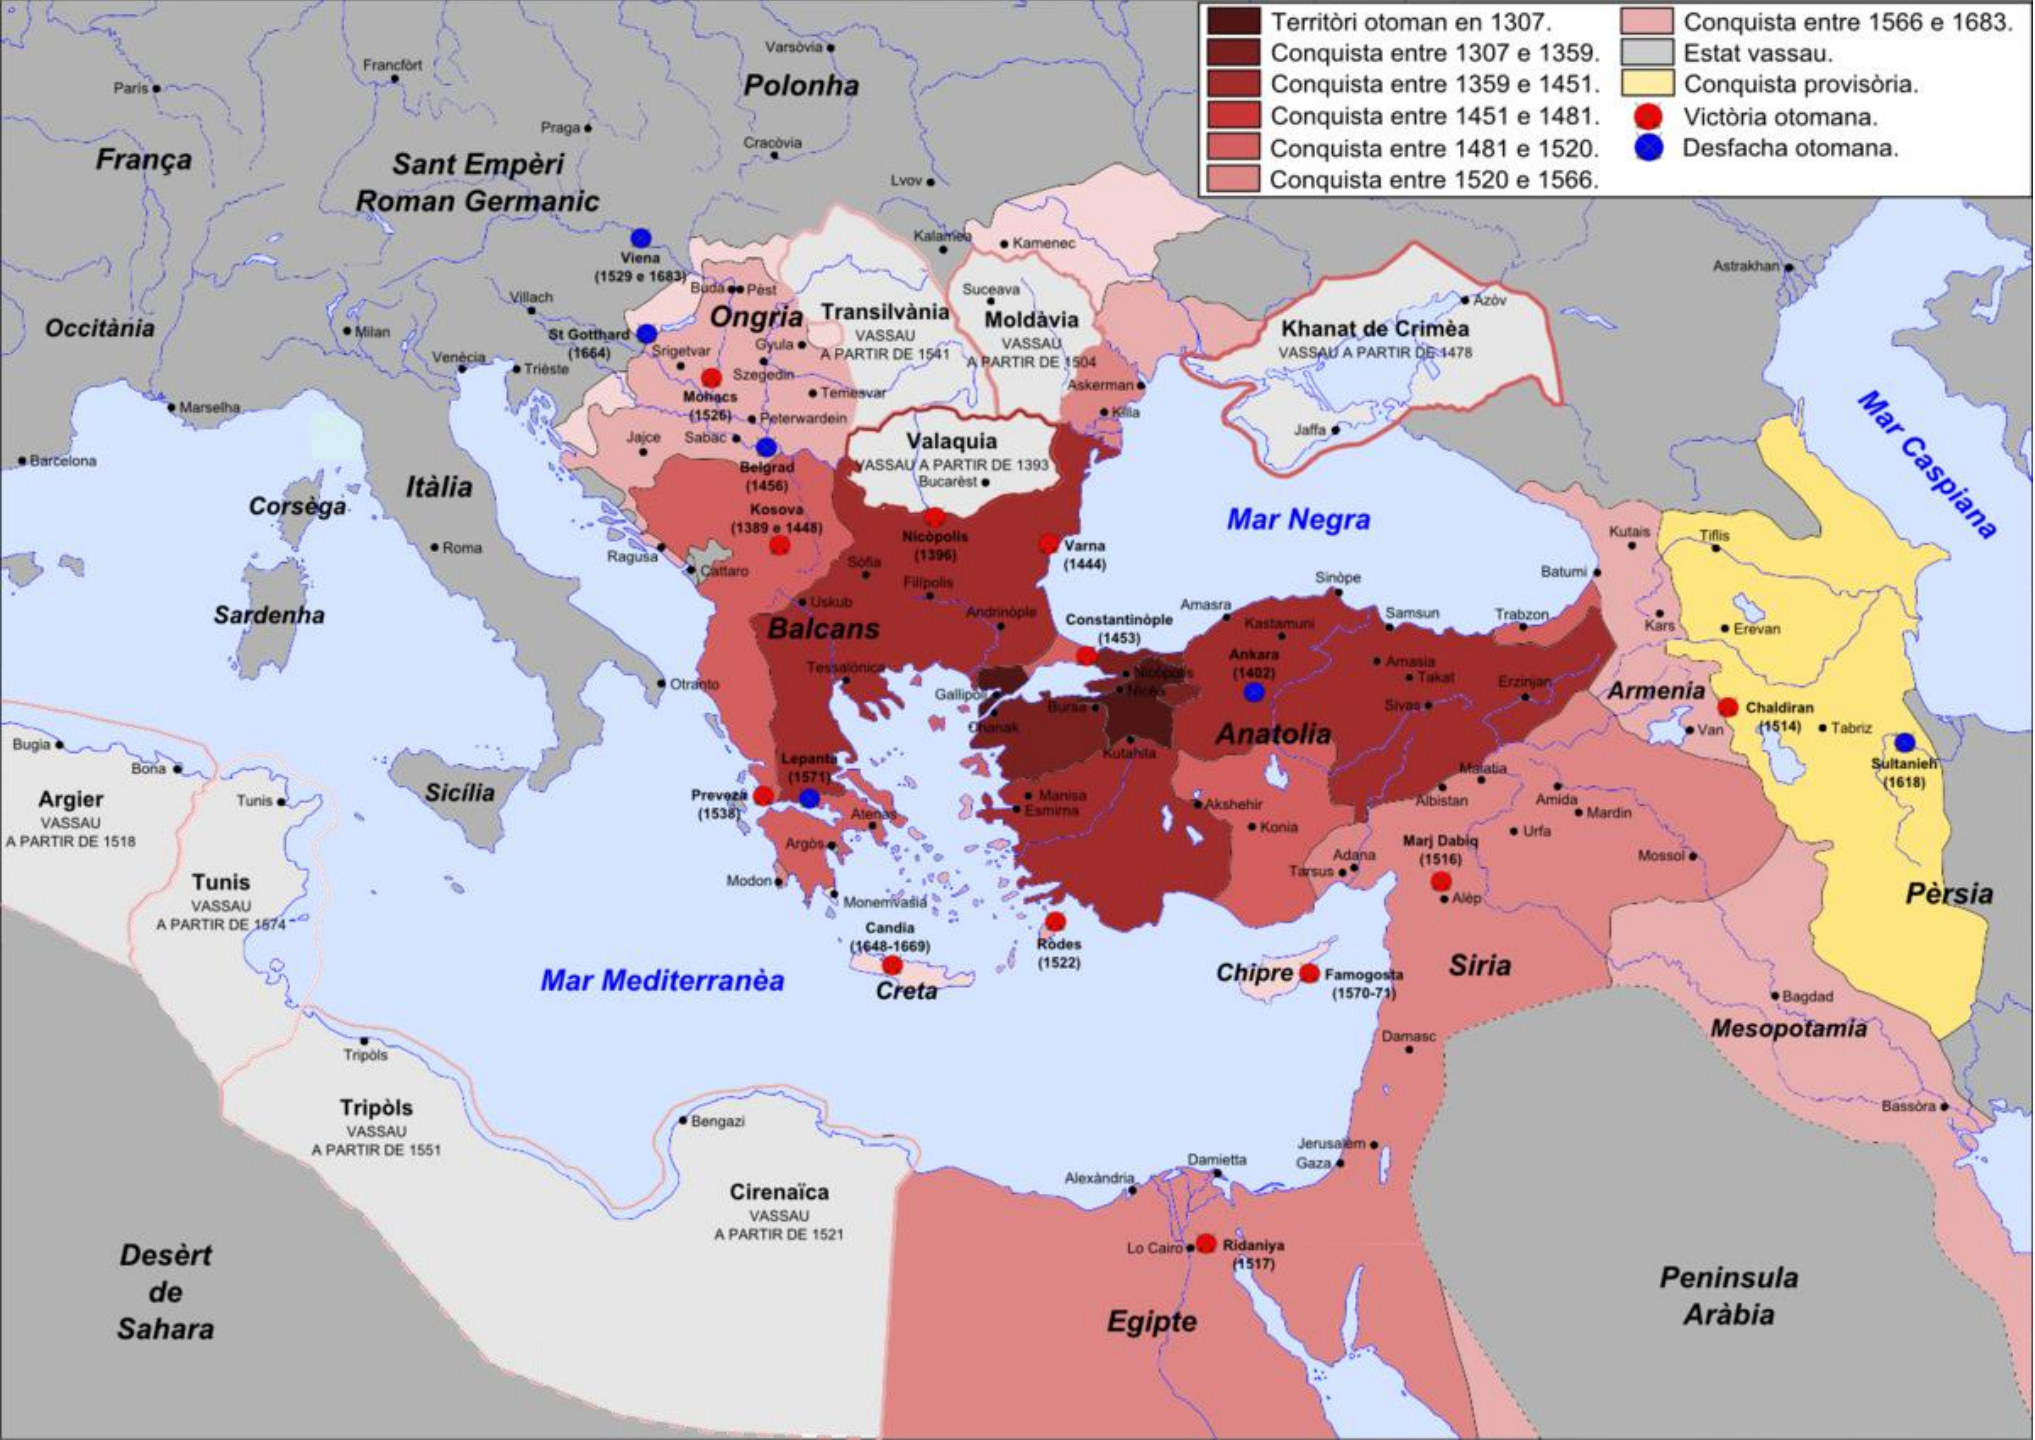 Territòri otoman en 1307.
Conquista entre 1307 e 1359.
Conquista entre 1359 e 1451.
Conquista entre 1451 e 1481.
Conquista entre 1481 e 1520.
Conquista entre 1520 e 1566.
Conquista entre 1566 e 1683.
Estat vassau.
Conquista provisòria.
Victòria otomana.
Desfacha otomana.
Varsòvia
Polonha
Francfòrt
París
Praga
Cracòvia
França
Sant Empèri
Roman Germanic
Lvov
Viena
(1529 e 1683)
Kalamea
Kamenec
Astrakhan
Buda
Pèst
Villach
Ongria
Transilvània
VASSAU
A PARTIR DE 1541
Suceava
Moldàvia
VASSAU
A PARTIR DE 1504
Azòv
Khanat de Crimèa
VASSAU A PARTIR DE 1478
Occitània
Milan
St Gotthard
(1664)
Srigetvar
Gyula
Szegedin
Venècia
Trièste
Mohacs
(1526)
Temesvar
Askerman
Kilia
Marselha
Peterwardein
Jajce
Sabac
Jaffa
Barcelona
Belgrad
(1456)
Valaquia
VASSAU A PARTIR DE 1393
Bucarèst
Mar Caspiana
Itàlia
Corsèga
Kosova
(1389 e 1448)
Nicòpolis
(1396)
Varna
(1444)
Mar Negra
Roma
Ragusa
Cattaro
Sòfia
Filípolis
Kutais
Tiflis
Batumi
Sardenha
Uskub
Balcans
Andrinòple
Constantinòple
(1453)
Amasra
Sinòpe
Kastamuni
Samsun
Trabzon
Kars
Erevan
Otranto
Tessalonica
Gallipoli
Chanak
Nicòpolis
Nicèa
Bursa
Kutahila
Ankara
(1402)
Anatolia
Amasia
Takat
Sivas
Erzinjan
Armenia
Van
Chaldiran
(1514)
Tabriz
Sultanieh
(1618)
Bugia
Bona
Argier
VASSAU
A PARTIR DE 1518
Tunis
Sicília
Preveza
(1538)
Lepanta
(1571)
Atenas
Argòs
Modon
Monemvasia
Manisa
Esmirna
Akshehir
Konia
Malatia
Albistan
Amida
Mardin
Urfa
Mossol
Adana
Tarsus
Marj Dabiq
(1516)
Alèp
Tunis
VASSAU
A PARTIR DE 1574
Pèrsia
Candia
(1648-1669)
Creta
Ròdes
(1522)
Chipre
Famogosta
(1570-71)
Siria
Mar Mediterranèa
Bagdad
Mesopotamia
Damasc
Tripòls
Tripòls
VASSAU
A PARTIR DE 1551
Bengazi
Bassòra
Jerusalèm
Gaza
Damietta
Alexàndria
Cirenaïca
VASSAU
A PARTIR DE 1521
Lo Cairo
Ridaniya
(1517)
Egipte
Desèrt
de
Sahara
Peninsula
Aràbia